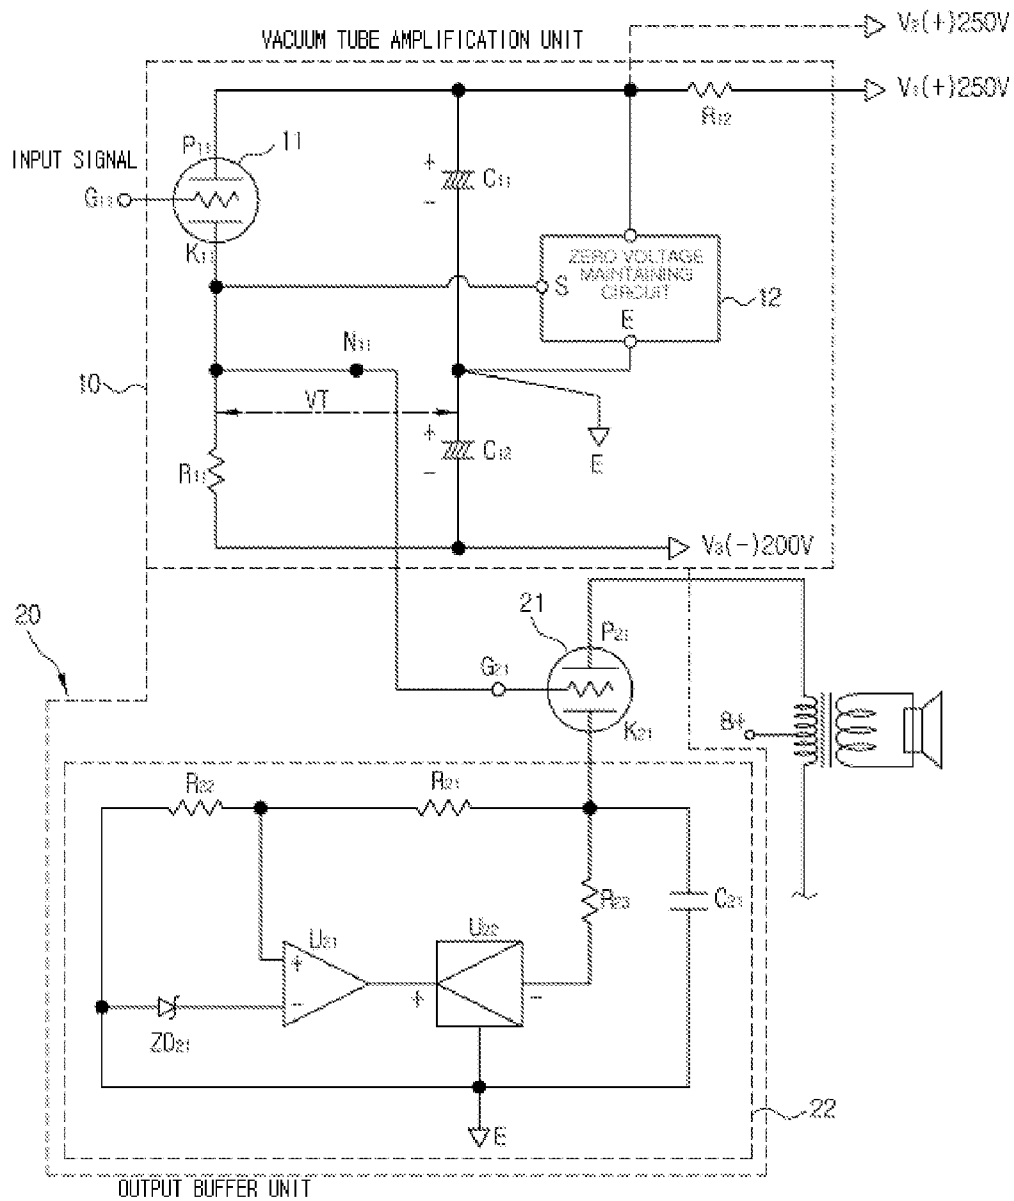 V2(+)250V
VACUUM TUBE AMPLIFICATION UNIT
V1(+)250V
R12
P11
11
INPUT SIGNAL
+
C11
-
G11
K11
ZERO VOLTAGE
MAINTAINING
CIRCUIT
S
12
E
N11
10
VT
+
C12
-
E
R11
V3(-)200V
20
21
P21
G21
K21
B+
R22
R21
R23
C21
U21
U22
+
-
+
-
ZD21
E
22
OUTPUT BUFFER UNIT